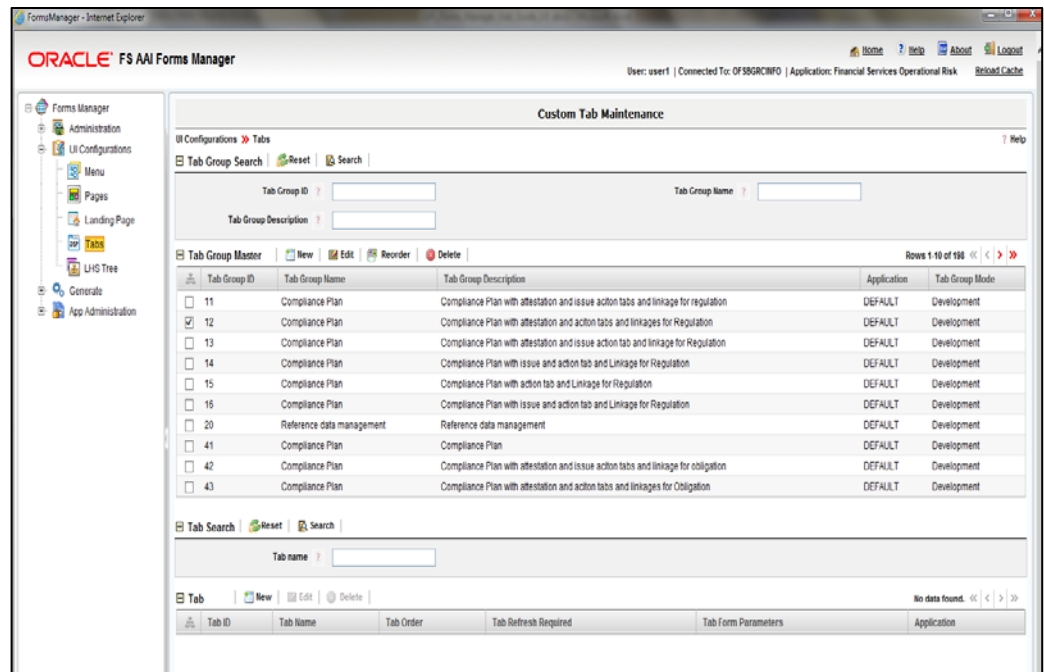 FormsManager - Internet Explorer
ORACLE FS AAI Forms Manager
Home ? Help About Logout
User: user1 | Connected To: OFSBGRCINFO | Application: Financial Services Operational Risk Reload Cache
Forms Manager
Administration
UI Configurations
Menu
Pages
Landing Page
Tabs
LHS Tree
Generate
App Administration
Custom Tab Maintenance
UI Configurations » Tabs ? Help
Tab Group Search | Reset | Search |
Tab Group ID ? Tab Group Name ?
Tab Group Description ?
Tab Group Master | New | Edit | Reorder | Delete | Rows 1-10 of 198
Tab Group ID Tab Group Name Tab Group Description Application Tab Group Mode
11 Compliance Plan Compliance Plan with attestation and issue aciton tabs and linkage for regulation DEFAULT Development
12 Compliance Plan Compliance Plan with attestation and aciton tabs and linkages for Regulation DEFAULT Development
13 Compliance Plan Compliance Plan with attestation and issue action tab and linkage for Regulation DEFAULT Development
14 Compliance Plan Compliance Plan with issue and action tab and Linkage for Regulation DEFAULT Development
15 Compliance Plan Compliance Plan with action tab and Linkage for Regulation DEFAULT Development
16 Compliance Plan Compliance Plan with issue and action tab and Linkage for Regulation DEFAULT Development
20 Reference data management Reference data management DEFAULT Development
41 Compliance Plan Compliance Plan DEFAULT Development
42 Compliance Plan Compliance Plan with attestation and issue aciton tabs and linkage for obligation DEFAULT Development
43 Compliance Plan Compliance Plan with attestation and aciton tabs and linkages for Obligation DEFAULT Development
Tab Search | Reset | Search |
Tab name ?
Tab | New | Edit | Delete | No data found.
Tab ID Tab Name Tab Order Tab Refresh Required Tab Form Parameters Application